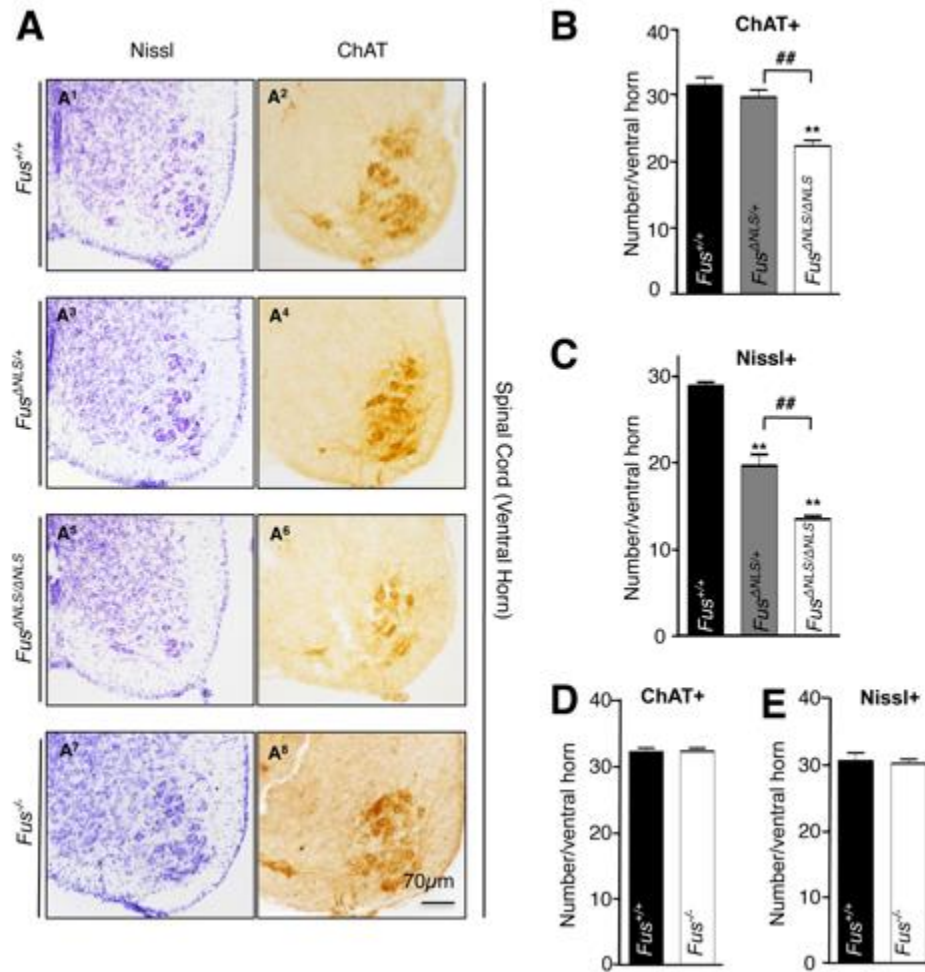 A
Nissl
ChAT
Fus+/+
A1
A2
FusΔNLS/+
A3
A4
FusΔNLS/ΔNLS
A5
A6
Fus-/-
A7
A8
70µm
Spinal Cord (Ventral Horn)
B
ChAT+
Number/ventral horn
40
30
20
10
0
##
**
Fus+/+
FusΔNLS/+
FusΔNLS/ΔNLS
C
Nissl+
Number/ventral horn
30
20
10
0
##
**
**
Fus+/+
FusΔNLS/+
FusΔNLS/ΔNLS
D
ChAT+
Number/ventral horn
40
30
20
10
0
Fus+/+
Fus-/-
E
Nissl+
Number/ventral horn
40
30
20
10
0
Fus+/+
Fus-/-